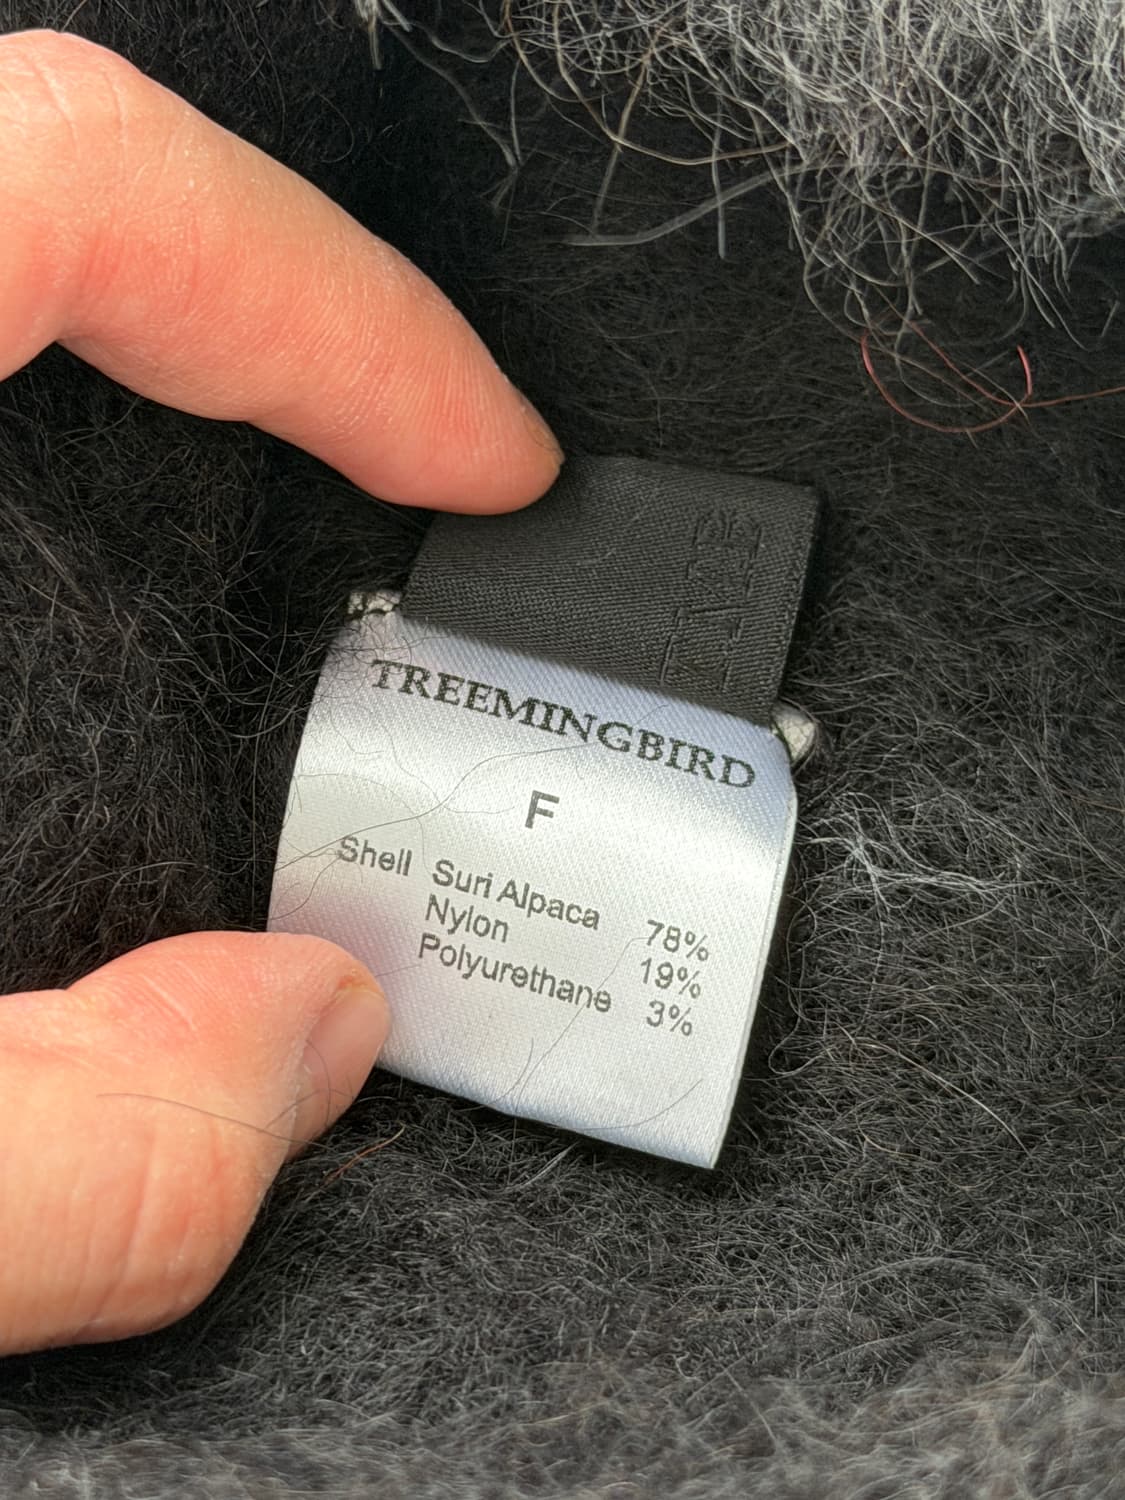 TREEMINGBIRD
F
Shell Suri Alpaca 78%
Nylon 19%
Polyurethane 3%